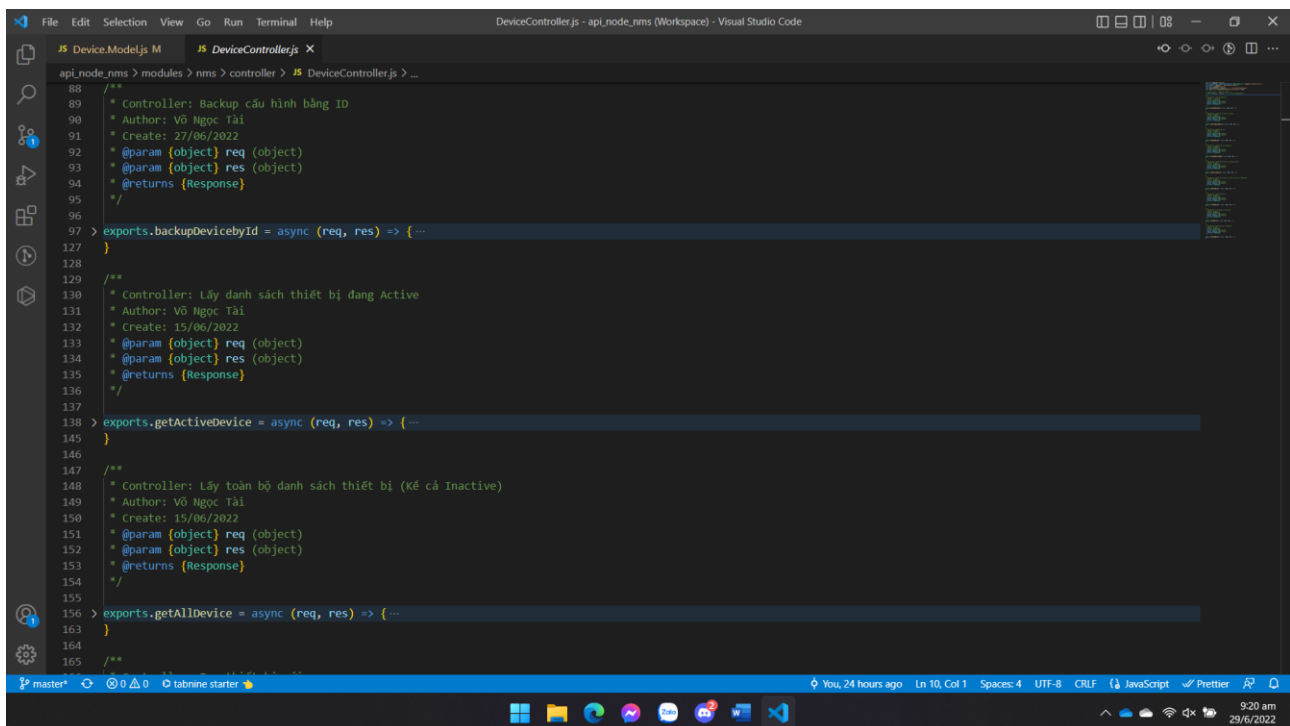 File Edit Selection View Go Run Terminal Help DeviceController.js - api_node_nms (Workspace) - Visual Studio Code
JS Device.Model.js M JS DeviceController.js
api_node_nms > modules > nms > controller > JS DeviceController.js > ...
88 /**
89 * Controller: Backup cấu hình bằng ID
90 * Author: Võ Ngọc Tài
91 * Create: 27/06/2022
92 * @param {object} req (object)
93 * @param {object} res (object)
94 * @returns {Response}
95 */
96
97 > exports.backupDevicebyId = async (req, res) => { ...
127 }
128
129 /**
130 * Controller: Lấy danh sách thiết bị đang Active
131 * Author: Võ Ngọc Tài
132 * Create: 15/06/2022
133 * @param {object} req (object)
134 * @param {object} res (object)
135 * @returns {Response}
136 */
137
138 > exports.getActiveDevice = async (req, res) => { ...
145 }
146
147 /**
148 * Controller: Lấy toàn bộ danh sách thiết bị (Kể cả Inactive)
149 * Author: Võ Ngọc Tài
150 * Create: 15/06/2022
151 * @param {object} req (object)
152 * @param {object} res (object)
153 * @returns {Response}
154 */
155
156 > exports.getAllDevice = async (req, res) => { ...
163 }
164
165 /**
master* 0 0 tabnine starter You, 24 hours ago Ln 10, Col 1 Spaces: 4 UTF-8 CRLF JavaScript Prettier
Zalo 2 W 9:20 am
29/6/2022